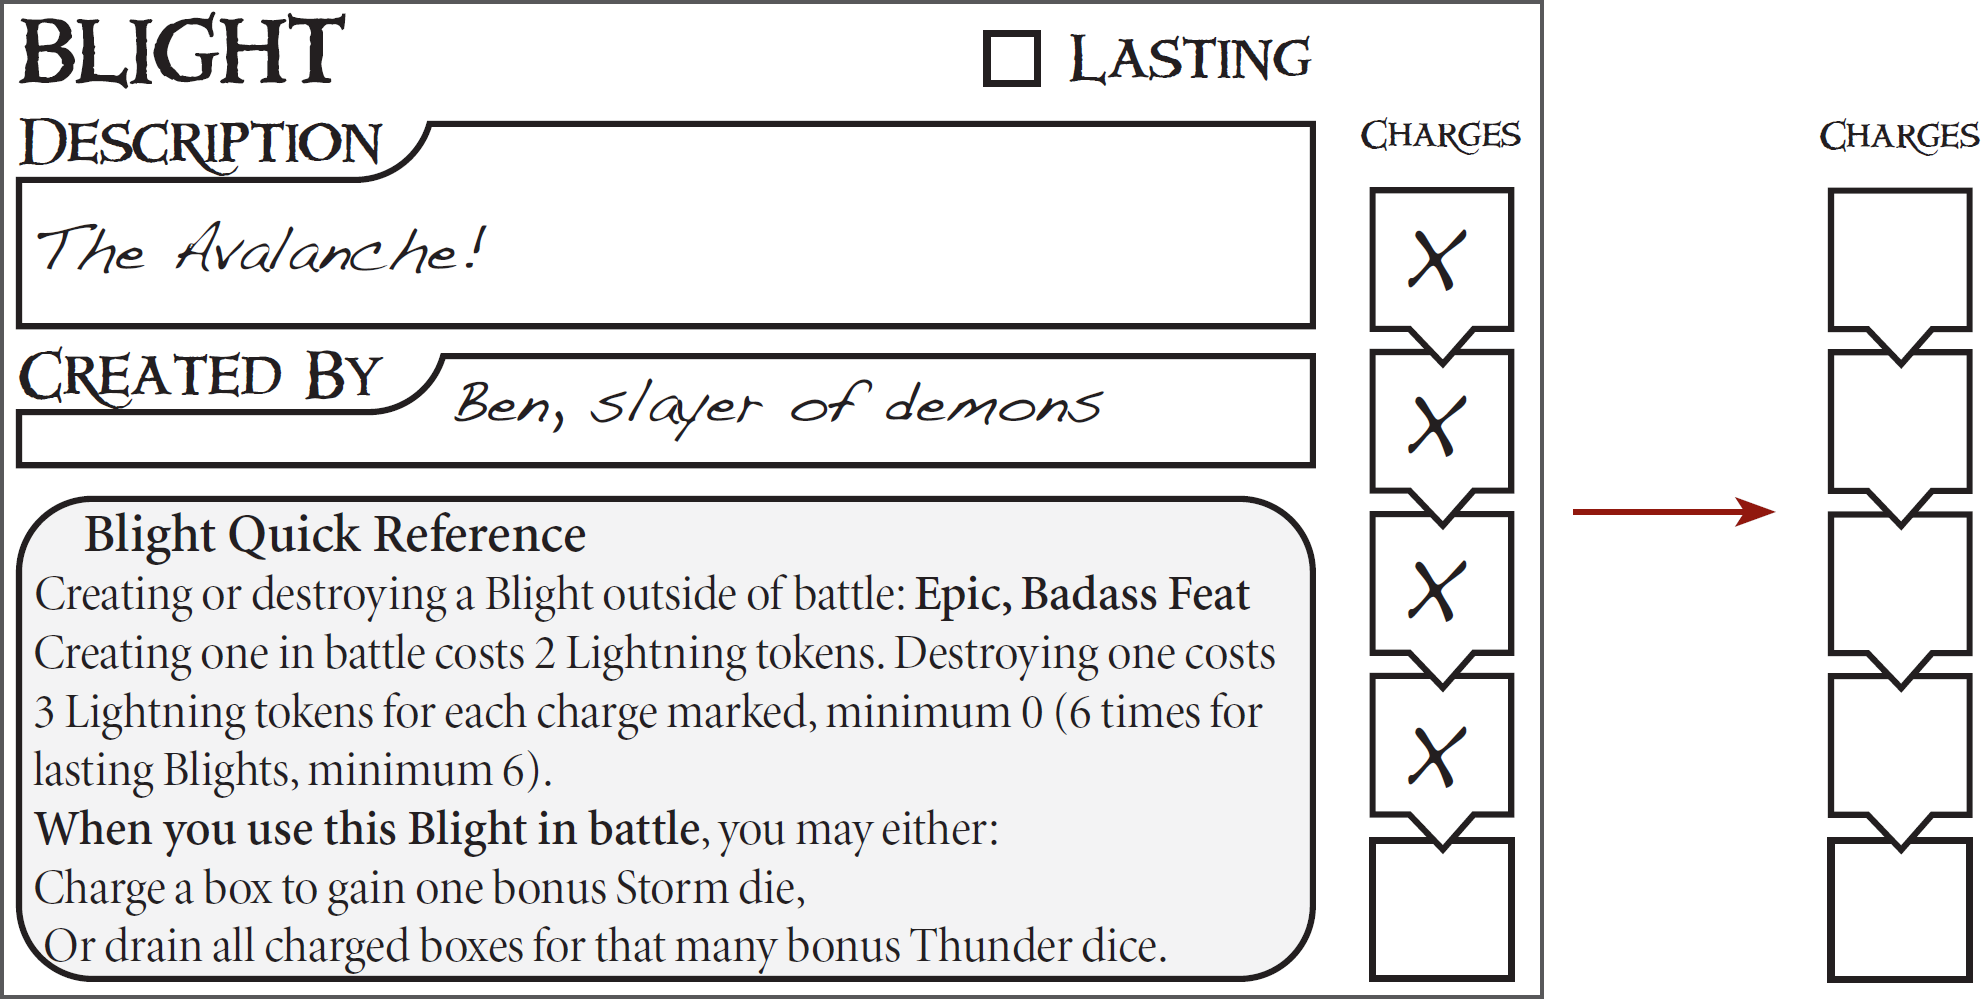 BLIGHT
LASTING
DESCRIPTION
The Avalanche!
CREATED BY
Ben, slayer of demons
CHARGES
X
X
X
X
CHARGES
Blight Quick Reference
Creating or destroying a Blight outside of battle: Epic, Badass Feat
Creating one in battle costs 2 Lightning tokens. Destroying one costs
3 Lightning tokens for each charge marked, minimum 0 (6 times for
lasting Blights, minimum 6).
When you use this Blight in battle, you may either:
Charge a box to gain one bonus Storm die,
Or drain all charged boxes for that many bonus Thunder dice.